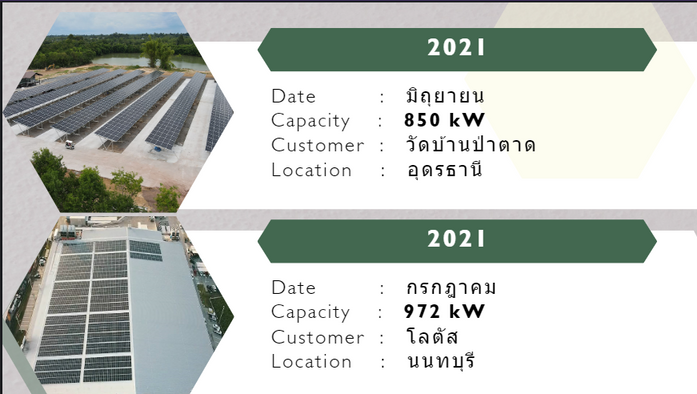 2021
Date : มิถุยายน
Capacity : 850 kW
Customer : วัดบ้านป่าตาด
Location : อุดรธานี
2021
Date : กรกฎาคม
Capacity : 972 kW
Customer : โลตัส
Location : นนทบุรี